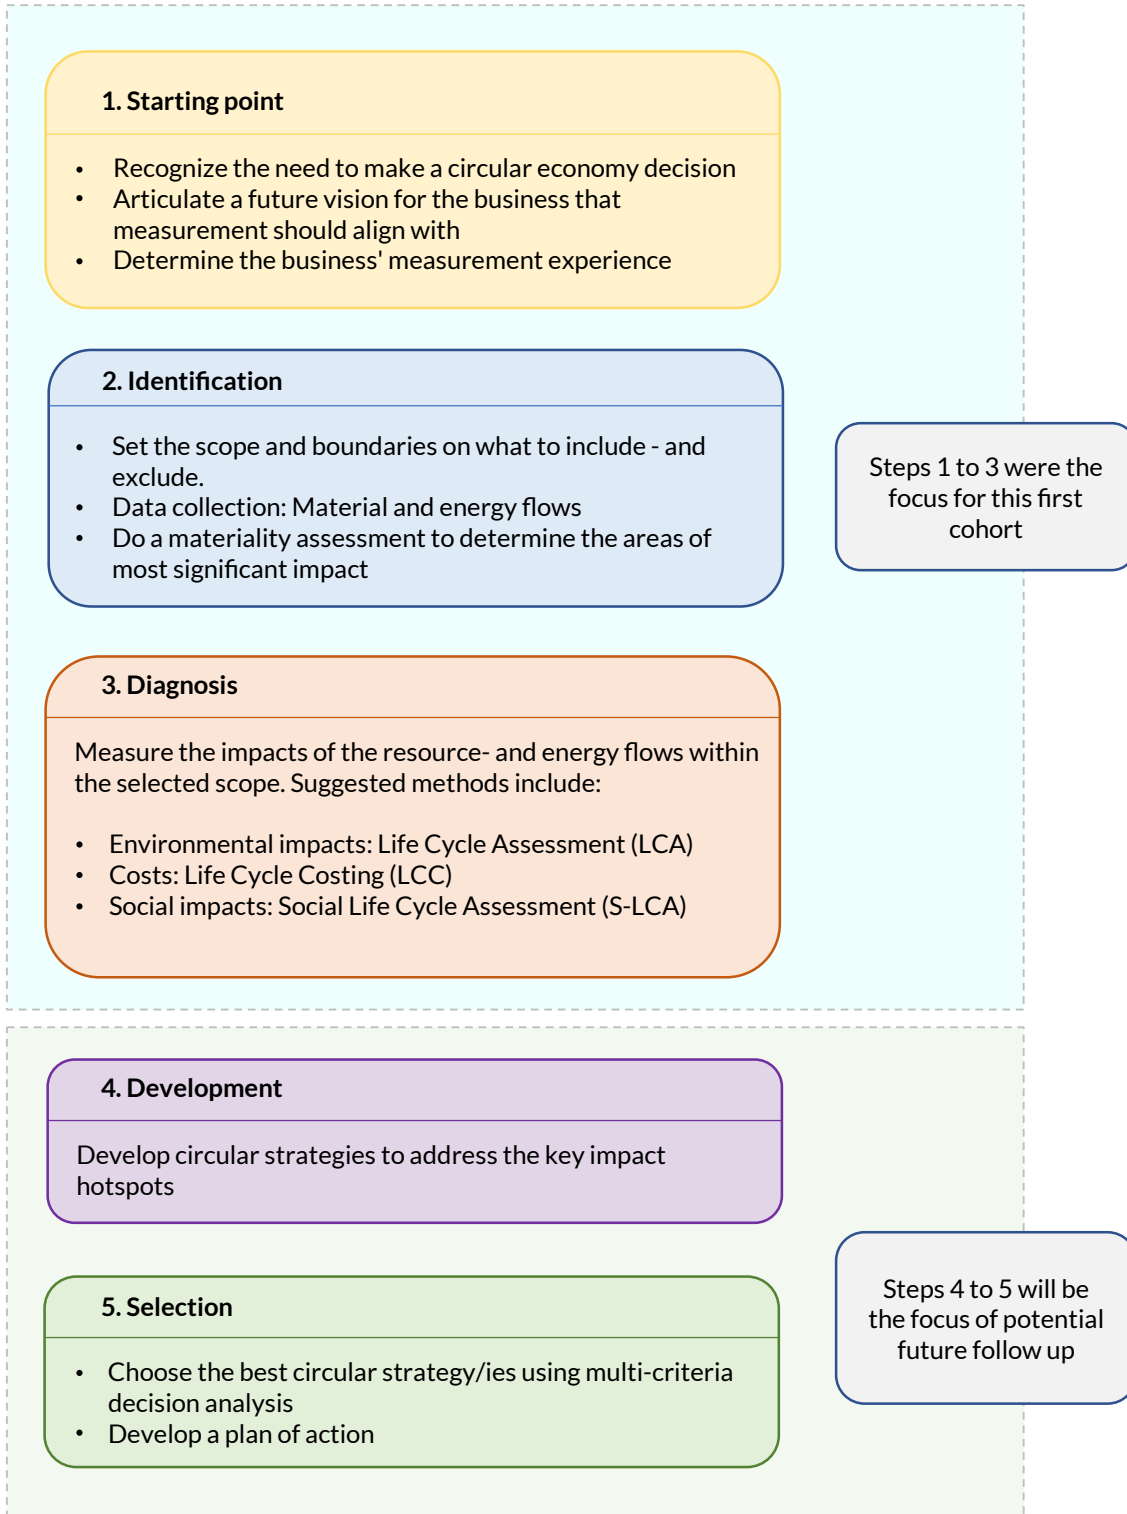 1. Starting point
• Recognize the need to make a circular economy decision
• Articulate a future vision for the business that
measurement should align with
• Determine the business' measurement experience
2. Identification
• Set the scope and boundaries on what to include - and
exclude.
• Data collection: Material and energy flows
• Do a materiality assessment to determine the areas of
most significant impact
Steps 1 to 3 were the
focus for this first
cohort
3. Diagnosis
Measure the impacts of the resource- and energy flows within
the selected scope. Suggested methods include:
• Environmental impacts: Life Cycle Assessment (LCA)
• Costs: Life Cycle Costing (LCC)
• Social impacts: Social Life Cycle Assessment (S-LCA)
4. Development
Develop circular strategies to address the key impact
hotspots
5. Selection
• Choose the best circular strategy/ies using multi-criteria
decision analysis
• Develop a plan of action
Steps 4 to 5 will be
the focus of potential
future follow up